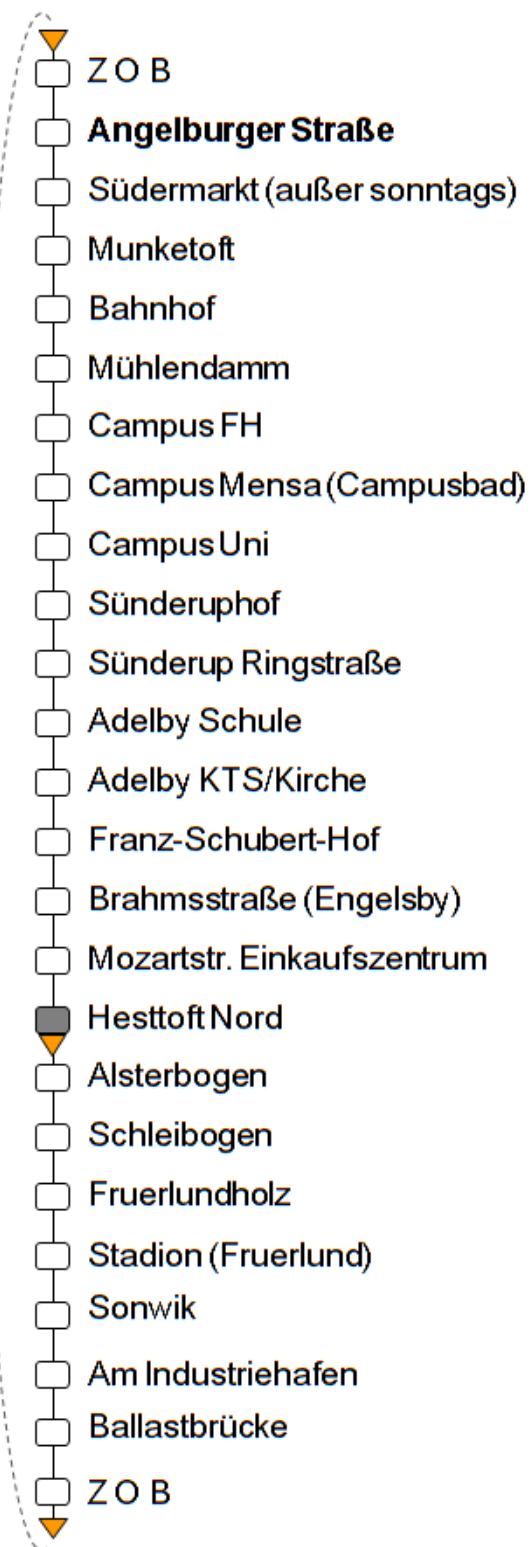 Z O B
Angelburger Straße
Südermarkt (außer sonntags)
Munketoft
Bahnhof
Mühlendamm
Campus FH
Campus Mensa (Campusbad)
Campus Uni
Sünderuphof
Sünderup Ringstraße
Adelby Schule
Adelby KTS/Kirche
Franz-Schubert-Hof
Brahmsstraße (Engelsby)
Mozartstr. Einkaufszentrum
Hesttoft Nord
Alsterbogen
Schleibogen
Fruerlundholz
Stadion (Fruerlund)
Sonwik
Am Industriehafen
Ballastbrücke
Z O B